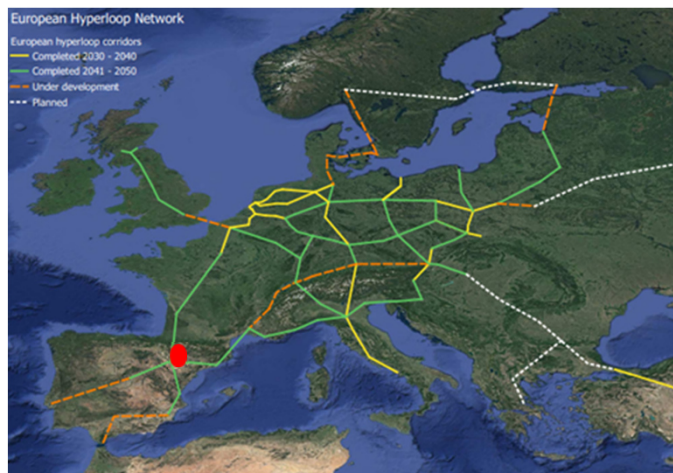 European Hyperloop Network
European hyperloop corridors
Completed 2030 - 2040
Completed 2041 - 2050
Under development
Planned